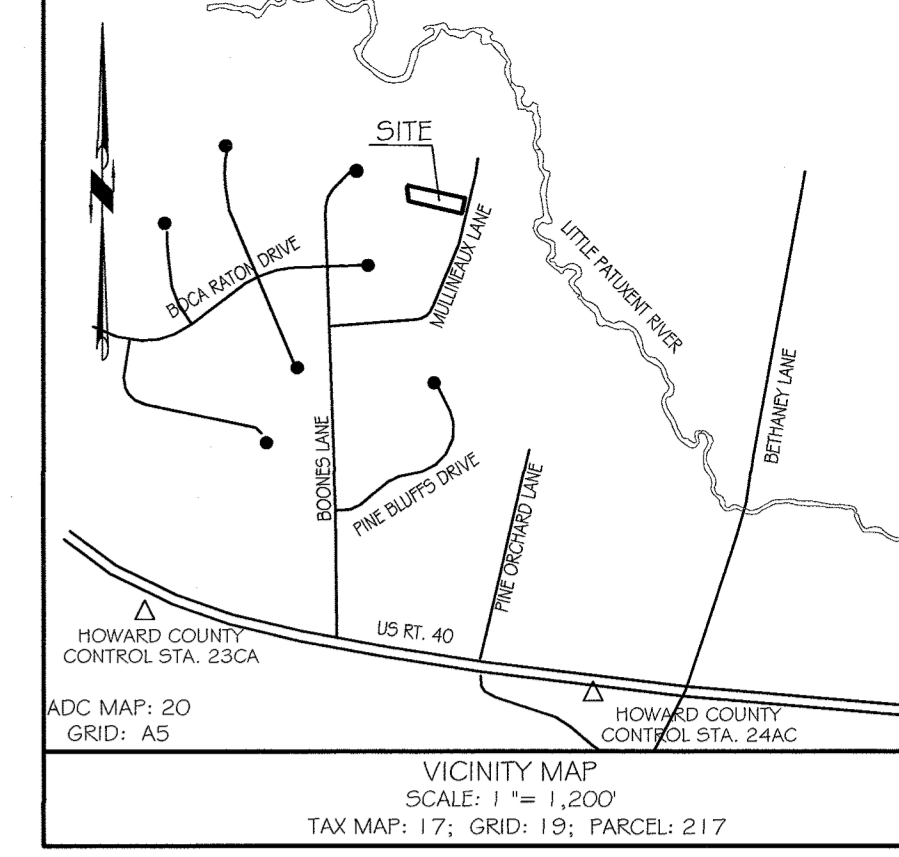 SITE
MULLINEAUX LANE
LITTLE PATUXENT RIVER
BOCA RATON DRIVE
BETHANEY LANE
BOONES LANE
PINE BLUFFS DRIVE
PINE ORCHARD LANE
US RT. 40
HOWARD COUNTY
CONTROL STA. 23CA
ADC MAP: 20
GRID: A5
HOWARD COUNTY
CONTROL STA. 24AC
VICINITY MAP
SCALE: 1 "= 1,200'
TAX MAP: 17; GRID: 19; PARCEL: 217